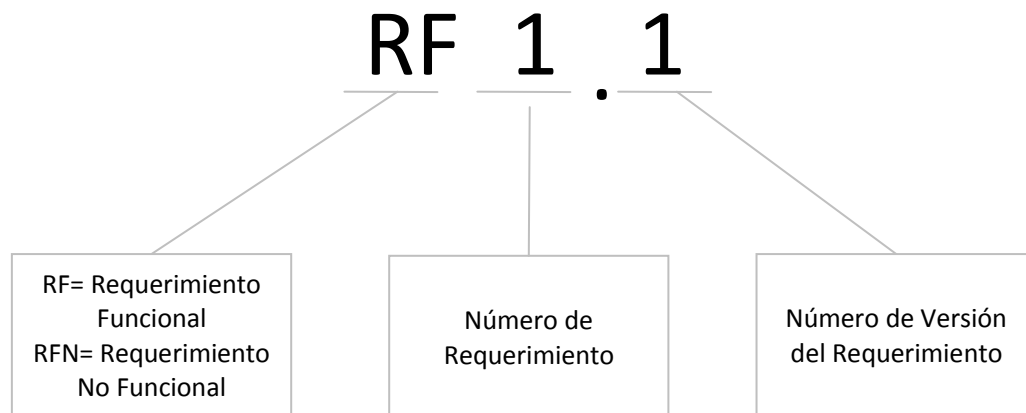 RF 1 . 1
RF= Requerimiento
Funcional
RFN= Requerimiento
No Funcional
Número de
Requerimiento
Número de Versión
del Requerimiento